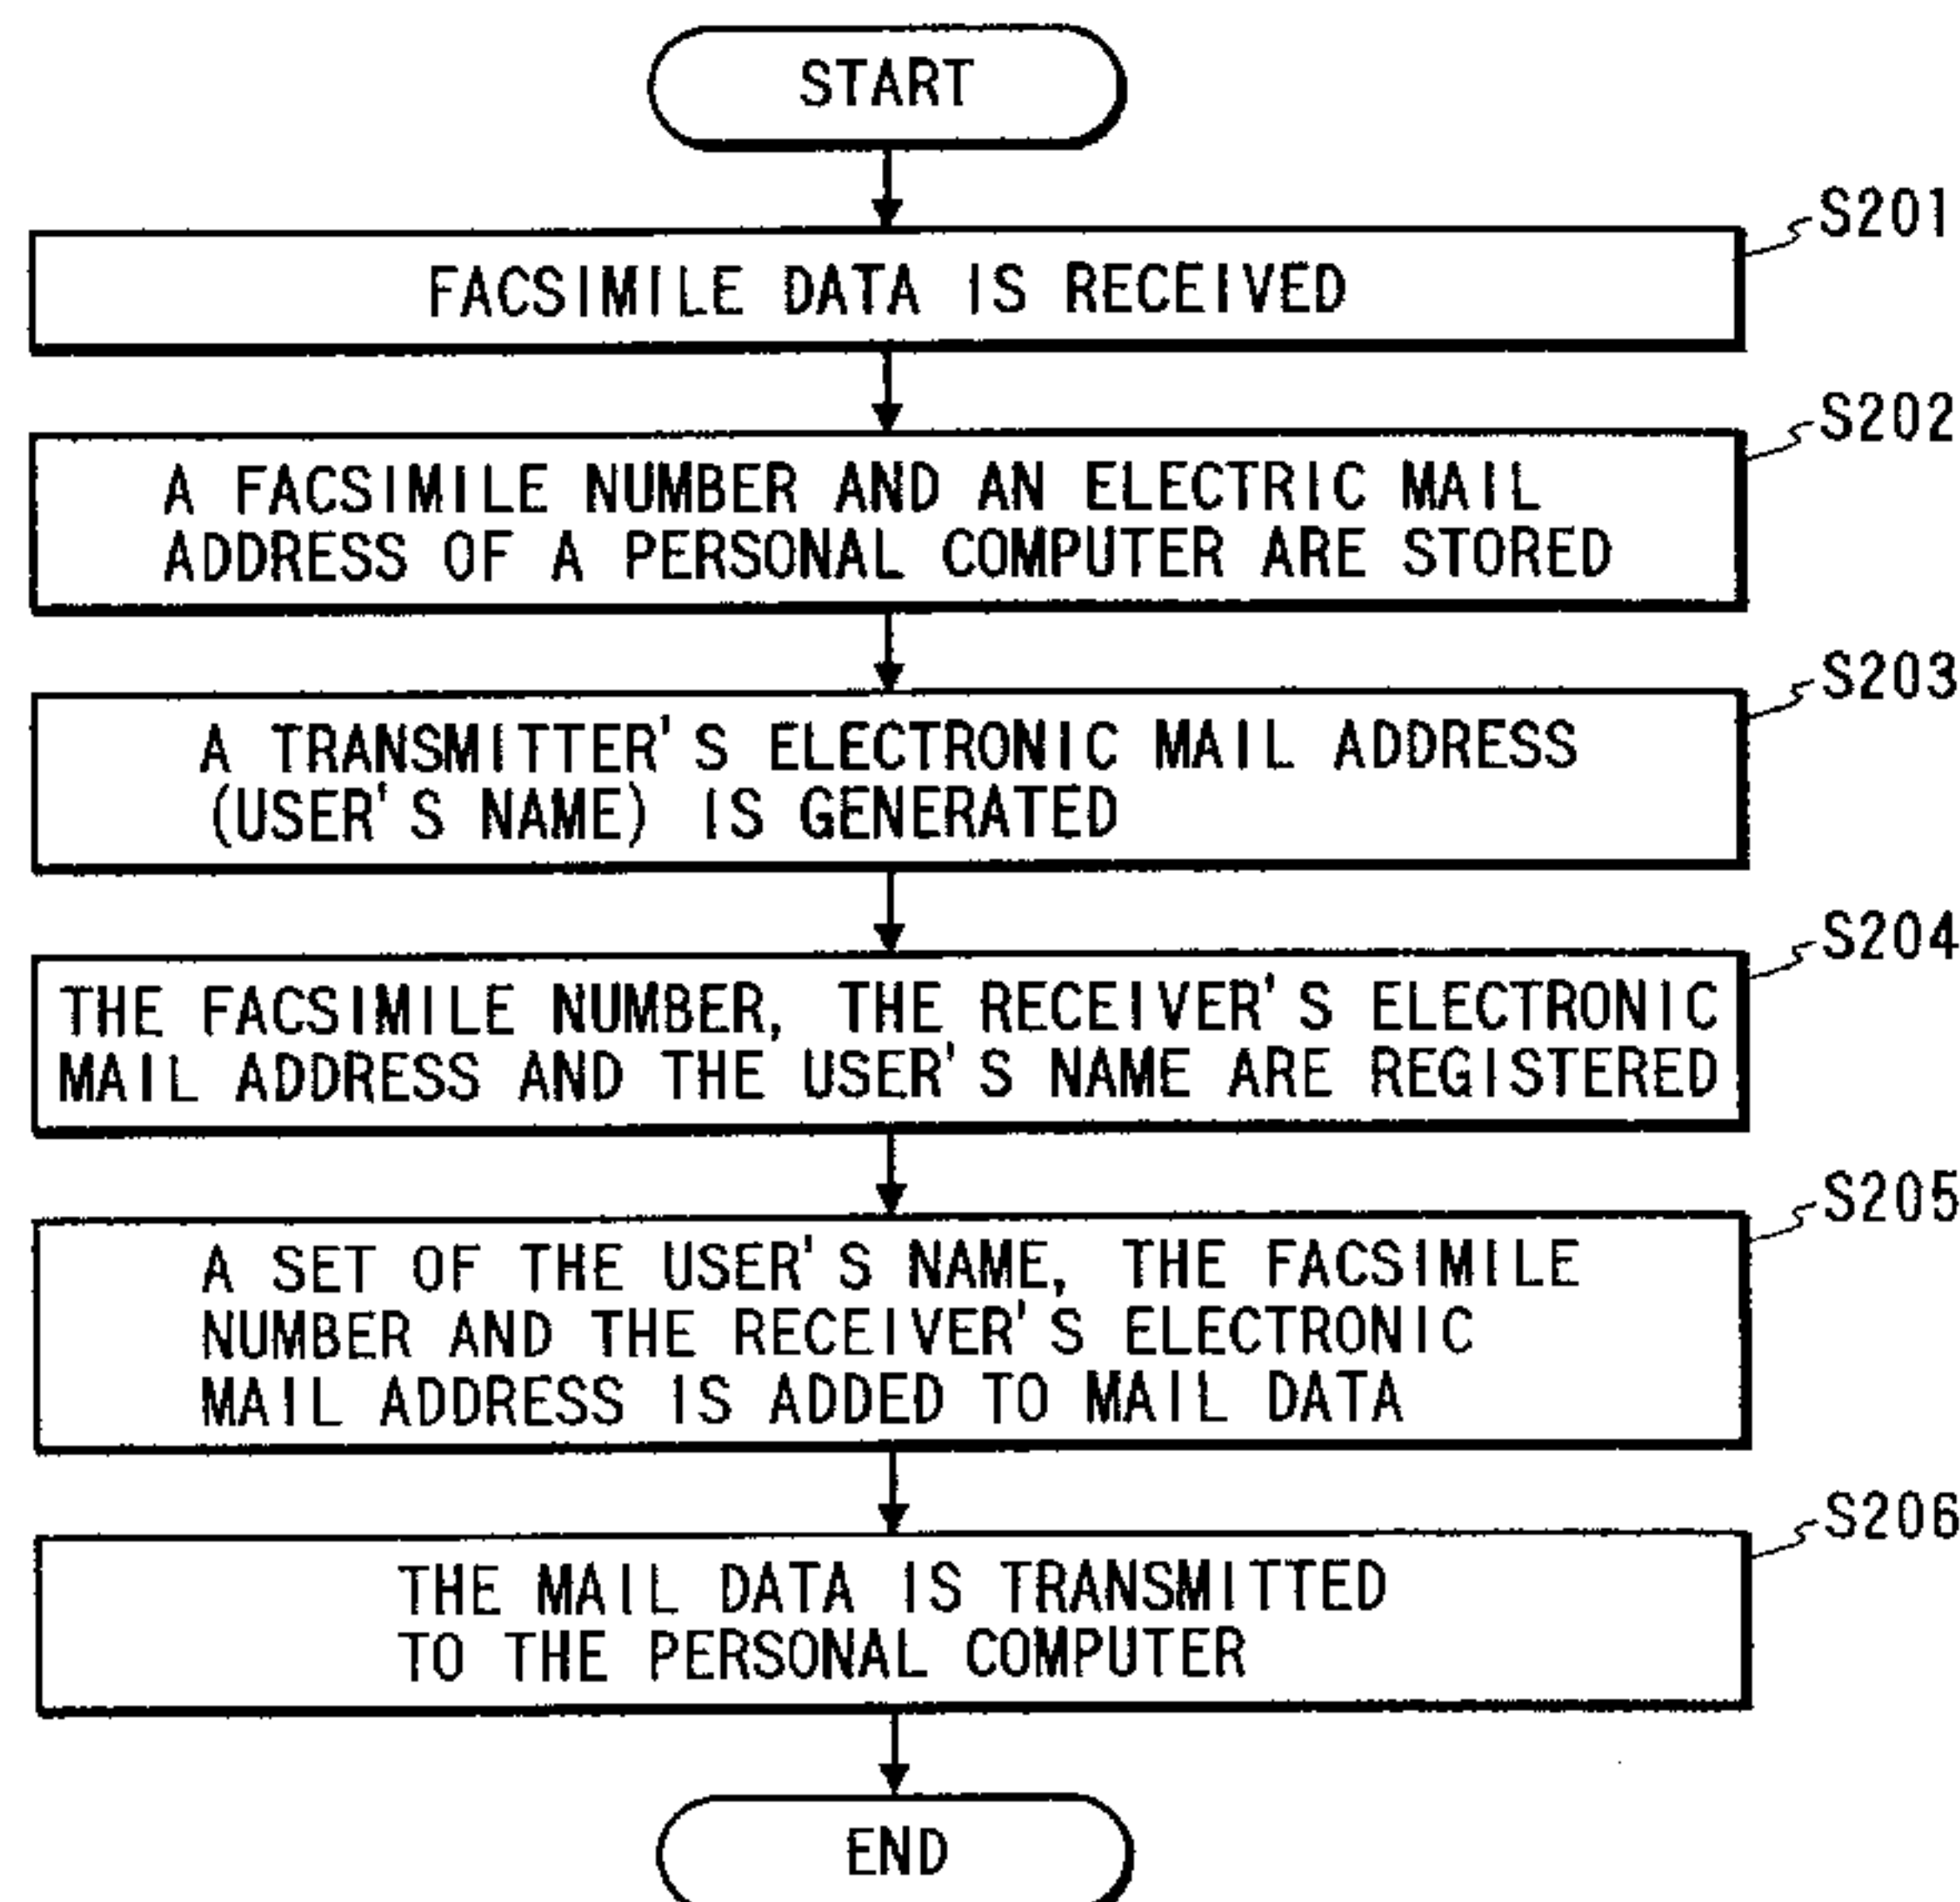 START
S201
FACSIMILE DATA IS RECEIVED
S202
A FACSIMILE NUMBER AND AN ELECTRIC MAIL
ADDRESS OF A PERSONAL COMPUTER ARE STORED
S203
A TRANSMITTER'S ELECTRONIC MAIL ADDRESS
(USER'S NAME) IS GENERATED
S204
THE FACSIMILE NUMBER, THE RECEIVER'S ELECTRONIC
MAIL ADDRESS AND THE USER'S NAME ARE REGISTERED
S205
A SET OF THE USER'S NAME, THE FACSIMILE
NUMBER AND THE RECEIVER'S ELECTRONIC
MAIL ADDRESS IS ADDED TO MAIL DATA
S206
THE MAIL DATA IS TRANSMITTED
TO THE PERSONAL COMPUTER
END